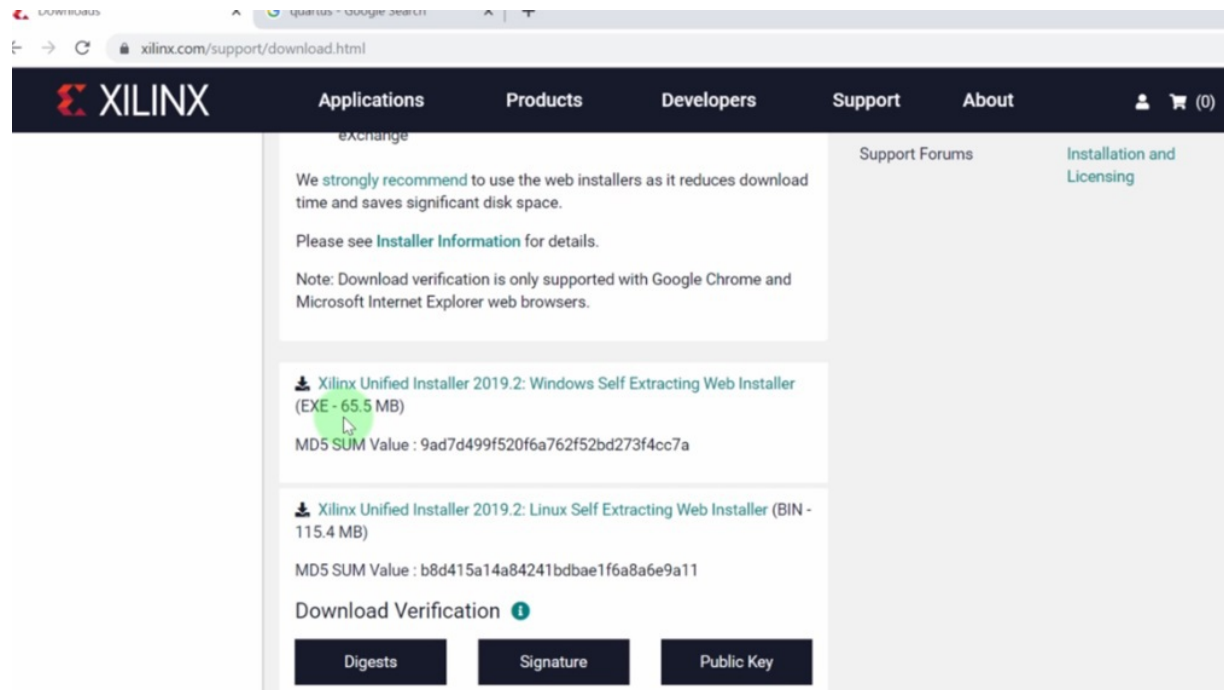 Downloads
quartus - Google Search
xilinx.com/support/download.html
XILINX
Applications
Products
Developers
Support
About
(0)
eXchange
We strongly recommend to use the web installers as it reduces download
time and saves significant disk space.
Please see Installer Information for details.
Note: Download verification is only supported with Google Chrome and
Microsoft Internet Explorer web browsers.
Support Forums
Installation and
Licensing
Xilinx Unified Installer 2019.2: Windows Self Extracting Web Installer
(EXE - 65.5 MB)
MD5 SUM Value : 9ad7d499f520f6a762f52bd273f4cc7a
Xilinx Unified Installer 2019.2: Linux Self Extracting Web Installer (BIN -
115.4 MB)
MD5 SUM Value : b8d415a14a84241bdbae1f6a8a6e9a11
Download Verification
Digests
Signature
Public Key